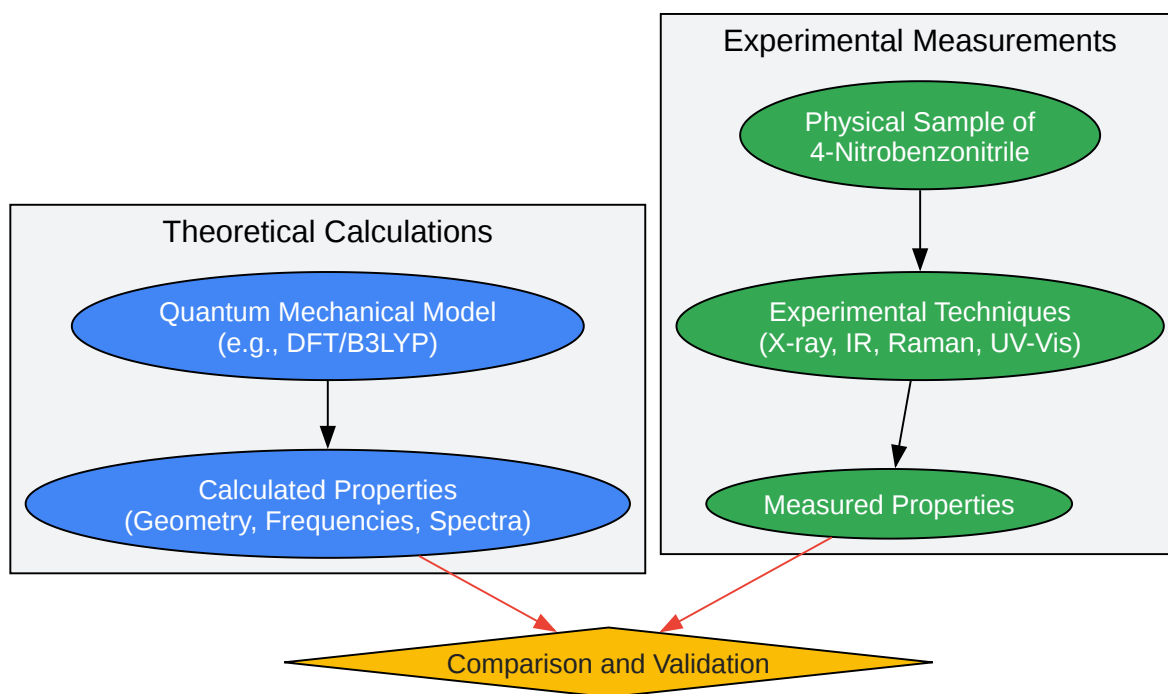 Experimental Measurements
Physical Sample of
4-Nitrobenzonitrile
Theoretical Calculations
Quantum Mechanical Model
(e.g., DFT/B3LYP)
Experimental Techniques
(X-ray, IR, Raman, UV-Vis)
Calculated Properties
(Geometry, Frequencies, Spectra)
Measured Properties
Comparison and Validation